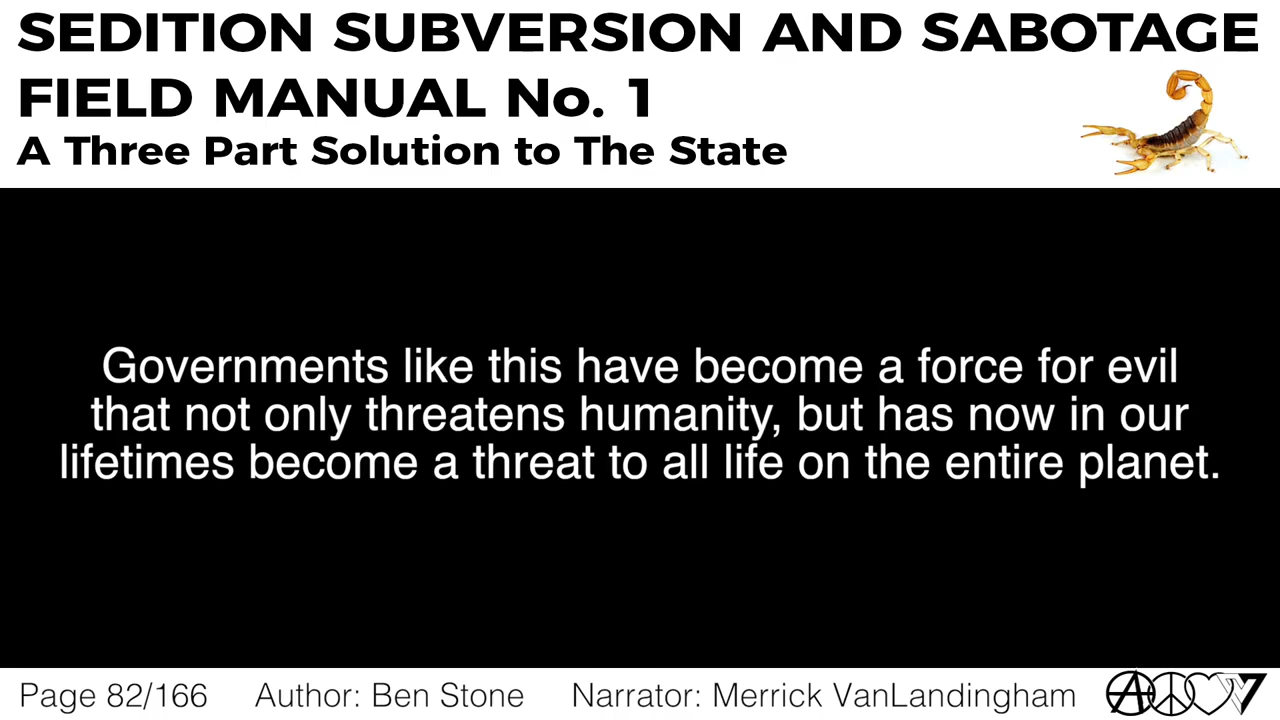 SEDITION SUBVERSION AND SABOTAGE
FIELD MANUAL No. 1
A Three Part Solution to The State
Governments like this have become a force for evil
that not only threatens humanity, but has now in our
lifetimes become a threat to all life on the entire planet.
Page 82/166 Author: Ben Stone Narrator: Merrick VanLandingham